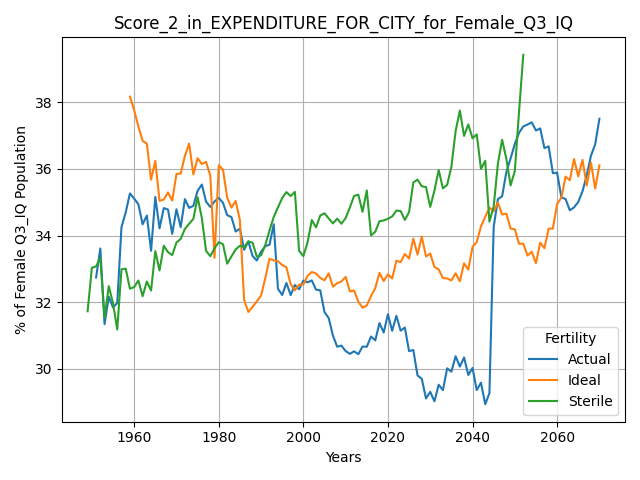 Score_2_in_EXPENDITURE_FOR_CITY_for_Female_Q3_IQ
% of Female Q3_IQ Population
38
36
34
32
30
1960 1980 2000 2020 2040 2060
Years
Fertility
Actual
Ideal
Sterile